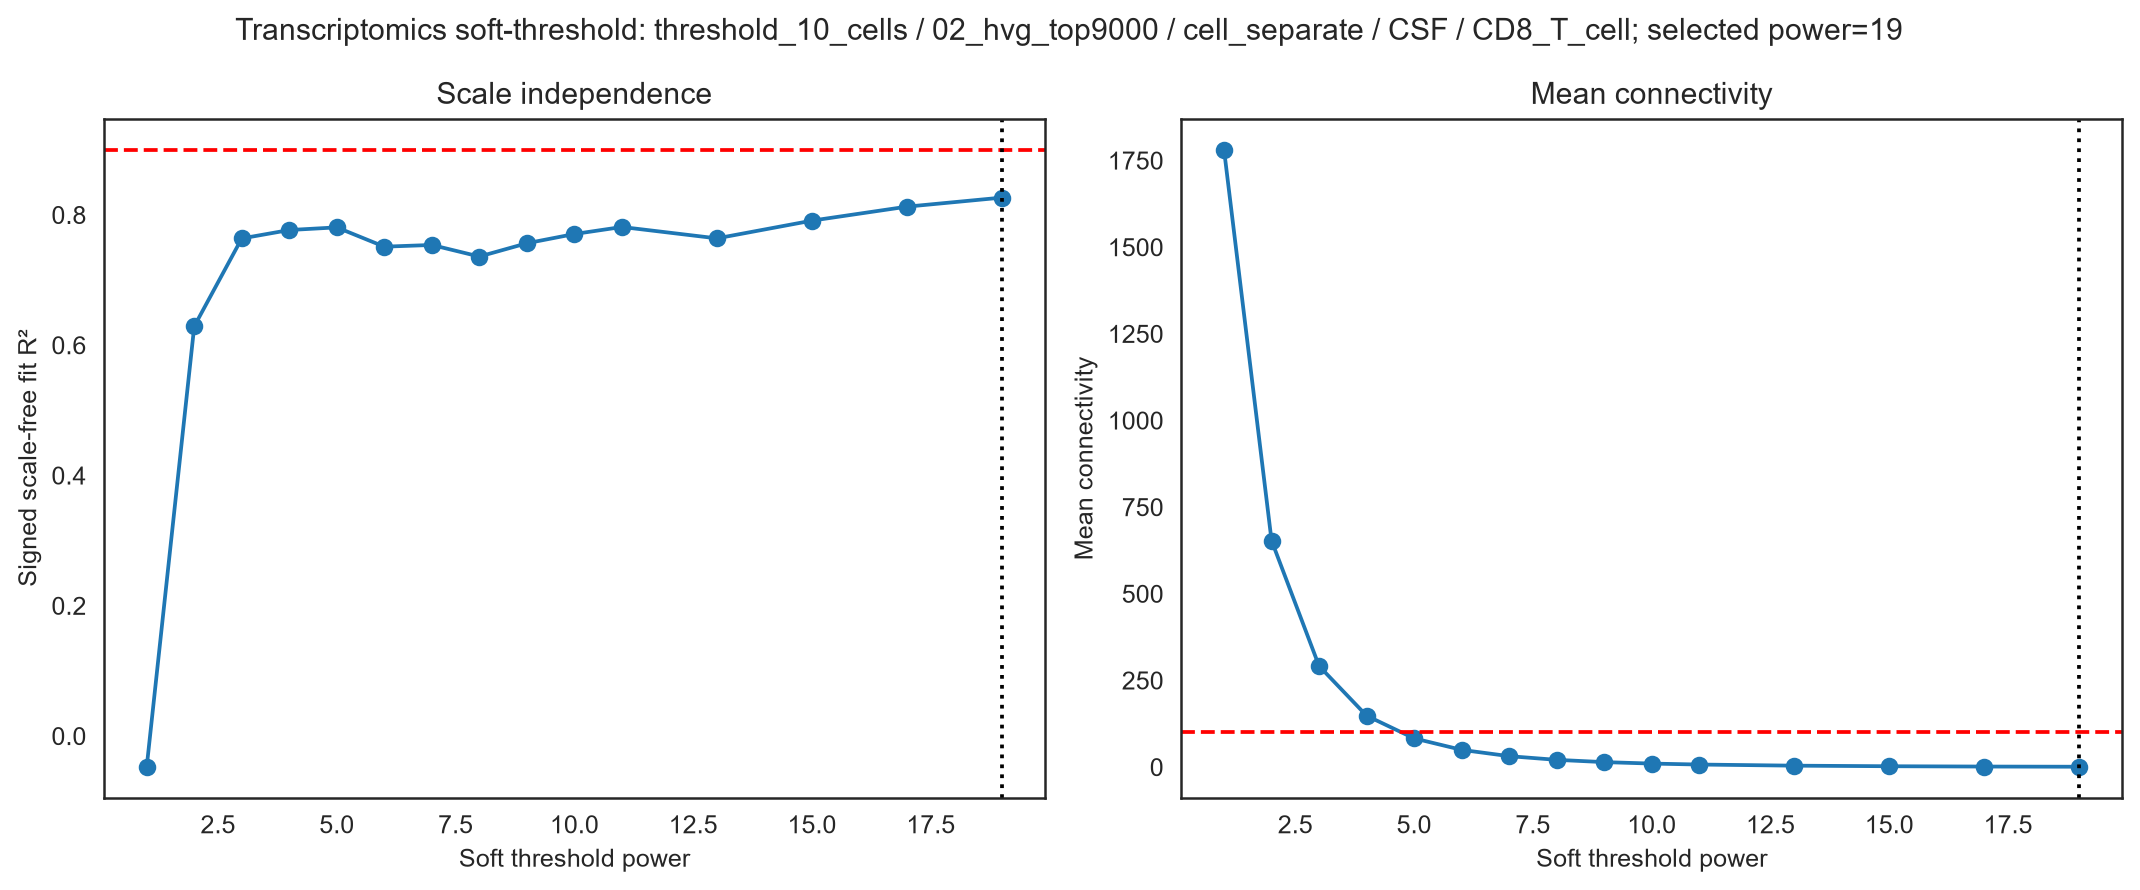 Transcriptomics soft-threshold: threshold_10_cells / 02_hvg_top9000 / cell_separate / CSF / CD8_T_cell; selected power=19
Scale independence
Signed scale-free fit R²
0.8
0.6
0.4
0.2
0.0
2.5 5.0 7.5 10.0 12.5 15.0 17.5
Soft threshold power
Mean connectivity
Mean connectivity
1750
1500
1250
1000
750
500
250
0
2.5 5.0 7.5 10.0 12.5 15.0 17.5
Soft threshold power